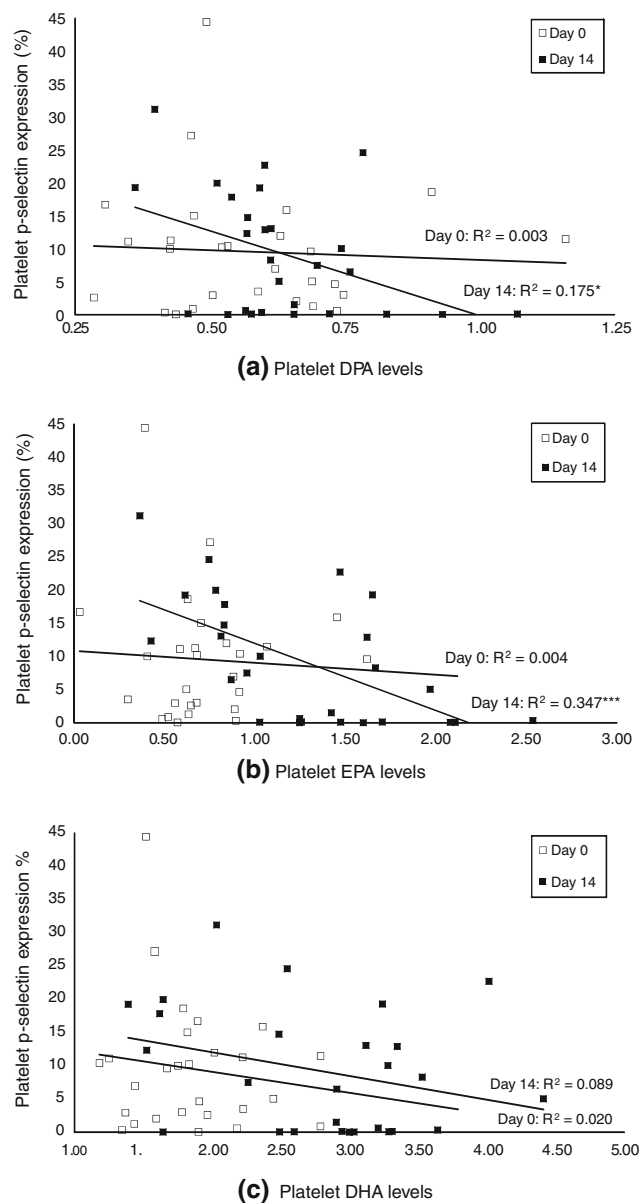 45
40
35
30
25
20
15
10
5
0
Platelet p-selectin expression (%)
Day 0
Day 14
Day 0: R² = 0.003
Day 14: R² = 0.175*
0.25 0.50 0.75 1.00 1.25
(a) Platelet DPA levels
45
40
35
30
25
20
15
10
5
0
Platelet p-selectin expression (%)
Day 0
Day 14
Day 0: R² = 0.004
Day 14: R² = 0.347***
0.00 0.50 1.00 1.50 2.00 2.50 3.00
(b) Platelet EPA levels
45
40
35
30
25
20
15
10
5
0
Platelet p-selectin expression %
Day 0
Day 14
Day 14: R² = 0.089
Day 0: R² = 0.020
1.00 1. 2.00 2.50 3.00 3.50 4.00 4.50 5.00
(c) Platelet DHA levels